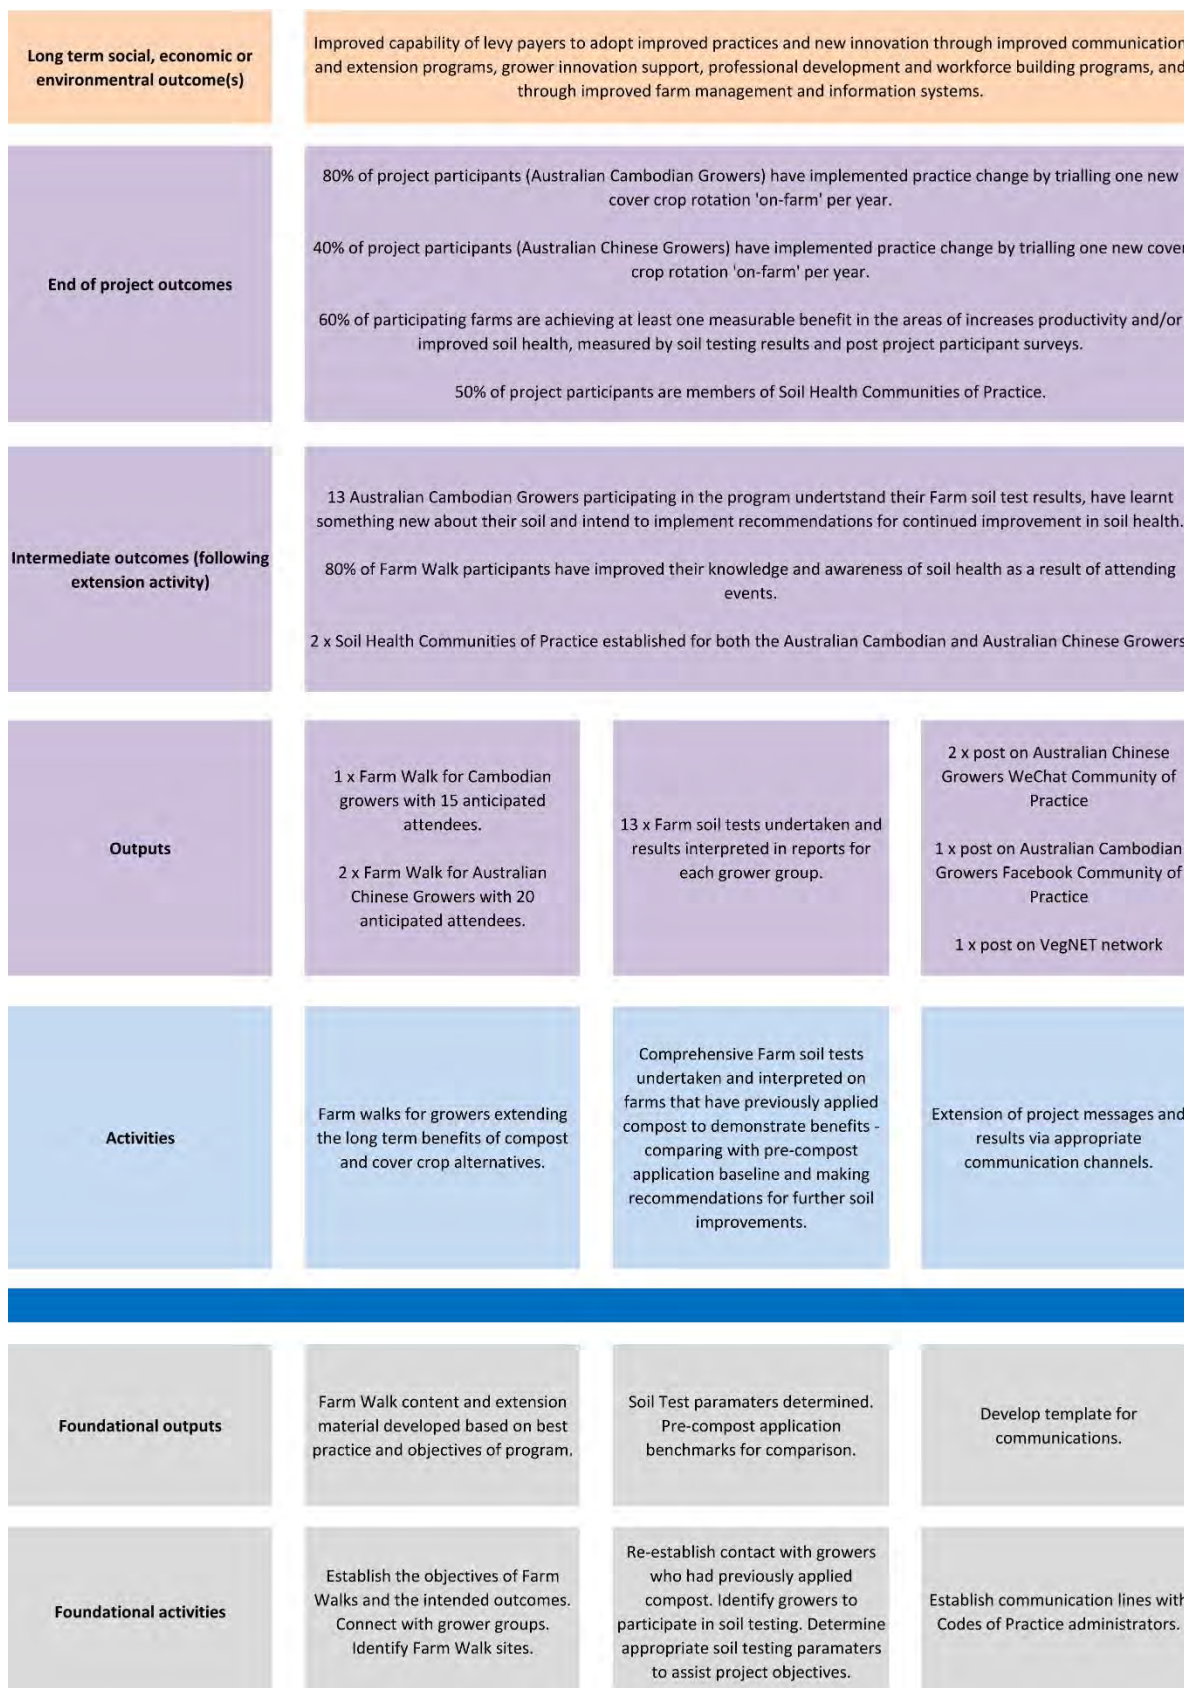 Long term social, economic or
environmentral outcome(s)
Improved capability of levy payers to adopt improved practices and new innovation through improved communication
and extension programs, grower innovation support, professional development and workforce building programs, and
through improved farm management and information systems.
End of project outcomes
80% of project participants (Australian Cambodian Growers) have implemented practice change by trialling one new
cover crop rotation 'on-farm' per year.
40% of project participants (Australian Chinese Growers) have implemented practice change by trialling one new cover
crop rotation 'on-farm' per year.
60% of participating farms are achieving at least one measurable benefit in the areas of increases productivity and/or
improved soil health, measured by soil testing results and post project participant surveys.
50% of project participants are members of Soil Health Communities of Practice.
Intermediate outcomes (following
extension activity)
13 Australian Cambodian Growers participating in the program undertstand their Farm soil test results, have learnt
something new about their soil and intend to implement recommendations for continued improvement in soil health.
80% of Farm Walk participants have improved their knowledge and awareness of soil health as a result of attending
events.
2 x Soil Health Communities of Practice established for both the Australian Cambodian and Australian Chinese Growers
Outputs
1 x Farm Walk for Cambodian
growers with 15 anticipated
attendees.
2 x Farm Walk for Australian
Chinese Growers with 20
anticipated attendees.
13 x Farm soil tests undertaken and
results interpreted in reports for
each grower group.
2 x post on Australian Chinese
Growers WeChat Community of
Practice
1 x post on Australian Cambodian
Growers Facebook Community of
Practice
1 x post on VegNET network
Activities
Farm walks for growers extending
the long term benefits of compost
and cover crop alternatives.
Comprehensive Farm soil tests
undertaken and interpreted on
farms that have previously applied
compost to demonstrate benefits -
comparing with pre-compost
application baseline and making
recommendations for further soil
improvements.
Extension of project messages and
results via appropriate
communication channels.
Foundational outputs
Farm Walk content and extension
material developed based on best
practice and objectives of program.
Soil Test paramaters determined.
Pre-compost application
benchmarks for comparison.
Develop template for
communications.
Foundational activities
Establish the objectives of Farm
Walks and the intended outcomes.
Connect with grower groups.
Identify Farm Walk sites.
Re-establish contact with growers
who had previously applied
compost. Identify growers to
participate in soil testing. Determine
appropriate soil testing paramaters
to assist project objectives.
Establish communication lines with
Codes of Practice administrators.